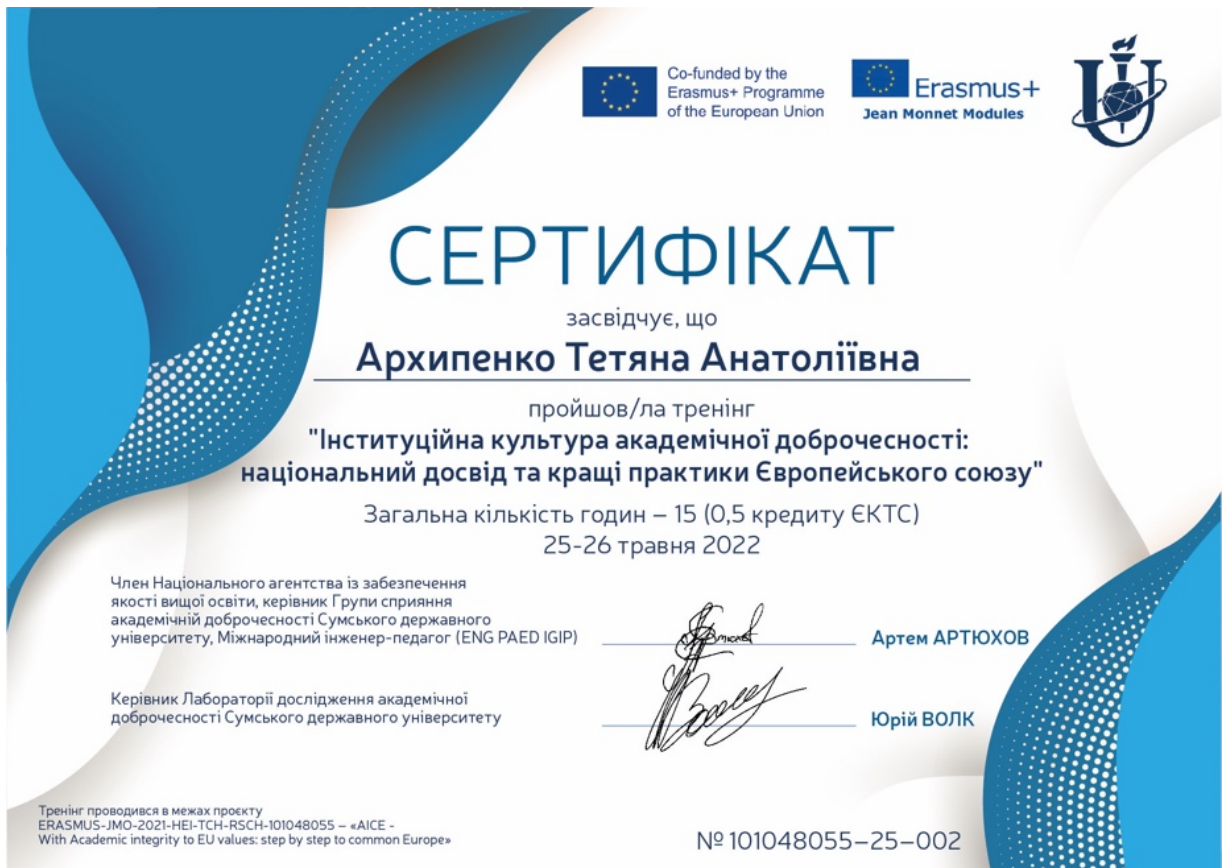 Co-funded by the
Erasmus+ Programme
of the European Union
Erasmus+
Jean Monnet Modules
СЕРТИФІКАТ
засвідчує, що
Архипенко Тетяна Анатоліївна
пройшов/ла тренінг
"Інституційна культура академічної доброчесності:
національний досвід та кращі практики Європейського союзу"
Загальна кількість годин – 15 (0,5 кредиту ЄКТС)
25-26 травня 2022
Член Національного агентства із забезпечення
якості вищої освіти, керівник Групи сприяння
академічній доброчесності Сумського державного
університету, Міжнародний інженер-педагог (ENG PAED IGIP)
Артем АРТЮХОВ
Керівник Лабораторії дослідження академічної
доброчесності Сумського державного університету
Юрій ВОЛК
Тренінг проводився в межах проєкту
ERASMUS-JMO-2021-HEI-TCH-RSCH-101048055 – «AICE -
With Academic integrity to EU values: step by step to common Europe»
№ 101048055–25–002